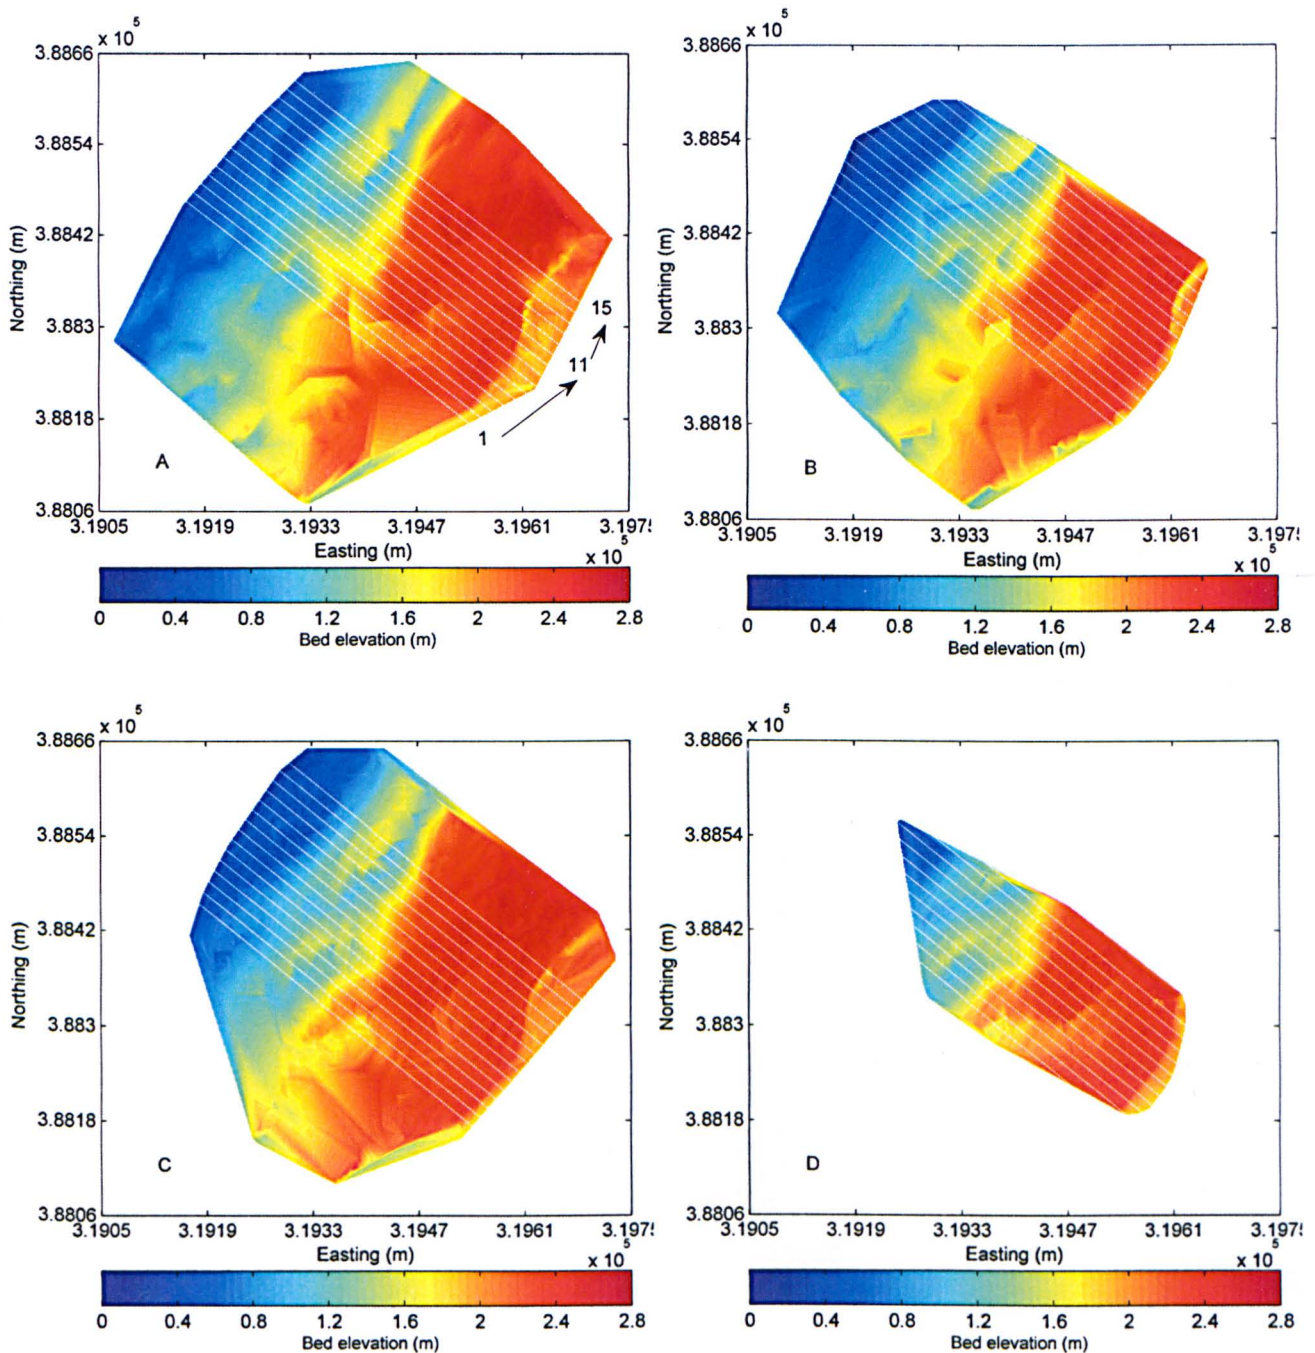 x 10^5
3.8866
3.8854
3.8842
3.883
3.8818
3.8806
Northing (m)
15
11
1
A
3.1905 3.1919 3.1933 3.1947 3.1961 3.197
Easting (m)
x 10^5
0 0.4 0.8 1.2 1.6 2 2.4 2.8
Bed elevation (m)
x 10^5
3.8866
3.8854
3.8842
3.883
3.8818
3.8806
Northing (m)
B
3.1905 3.1919 3.1933 3.1947 3.1961 3.197
Easting (m)
x 10^5
0 0.4 0.8 1.2 1.6 2 2.4 2.8
Bed elevation (m)
x 10^5
3.8866
3.8854
3.8842
3.883
3.8818
3.8806
Northing (m)
C
3.1905 3.1919 3.1933 3.1947 3.1961 3.197
Easting (m)
x 10^5
0 0.4 0.8 1.2 1.6 2 2.4 2.8
Bed elevation (m)
x 10^5
3.8866
3.8854
3.8842
3.883
3.8818
3.8806
Northing (m)
D
3.1905 3.1919 3.1933 3.1947 3.1961 3.197
Easting (m)
x 10^5
0 0.4 0.8 1.2 1.6 2 2.4 2.8
Bed elevation (m)